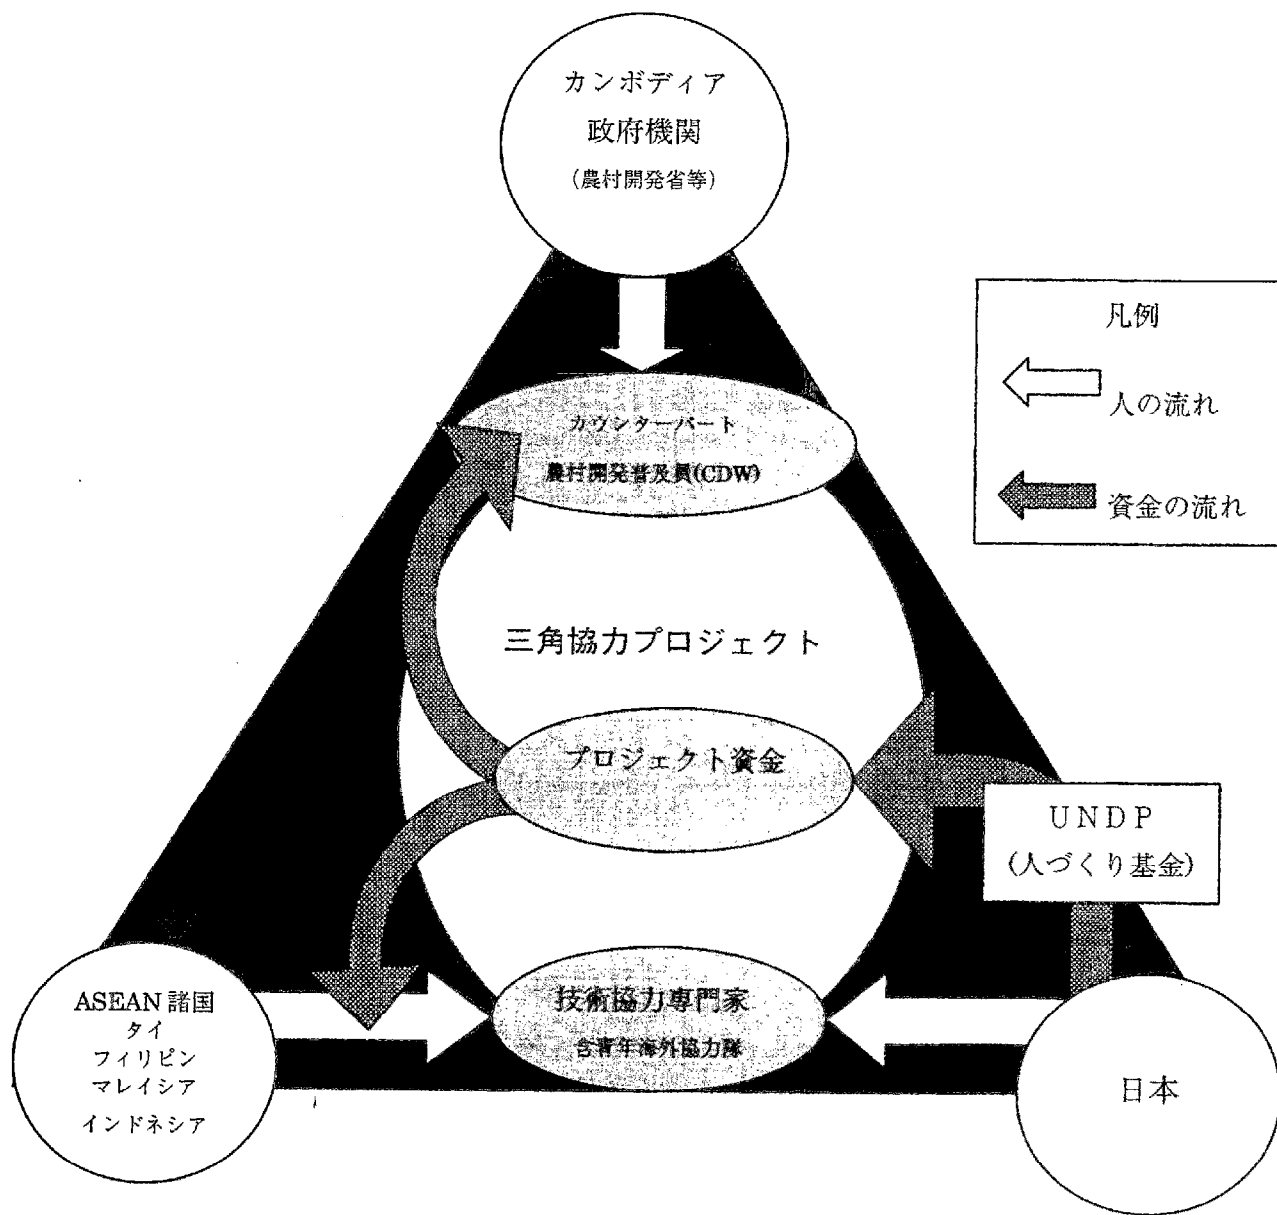 カンボディア
政府機関
(農村開発省等)
凡例
人の流れ
資金の流れ
カウンターパート
農村開発普及員(CDW)
三角協力プロジェクト
プロジェクト資金
UNDP
(人づくり基金)
ASEAN諸国
タイ
フィリピン
マレイシア
インドネシア
技術協力専門家
含青年海外協力隊
日本